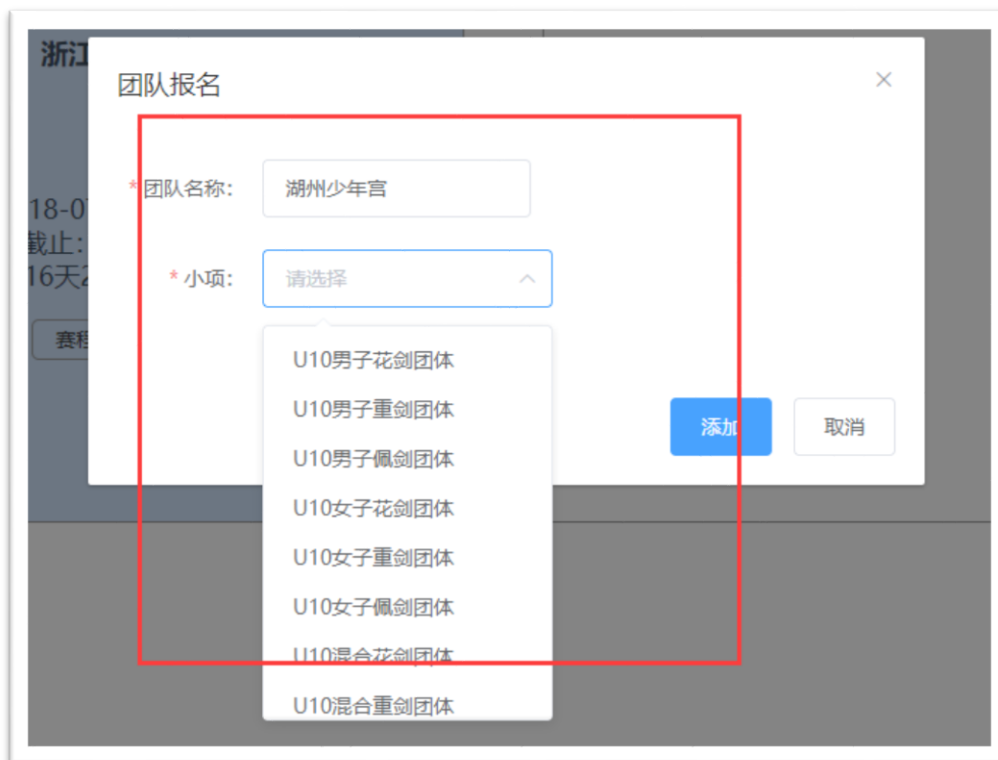 浙江
团队报名
* 团队名称: 湖州少年宫
18-0
截止:
16天2
* 小项: 请选择
赛程
U10男子花剑团体
U10男子重剑团体
添加 取消
U10男子佩剑团体
U10女子花剑团体
U10女子重剑团体
U10女子佩剑团体
U10混合花剑团体
U10混合重剑团体